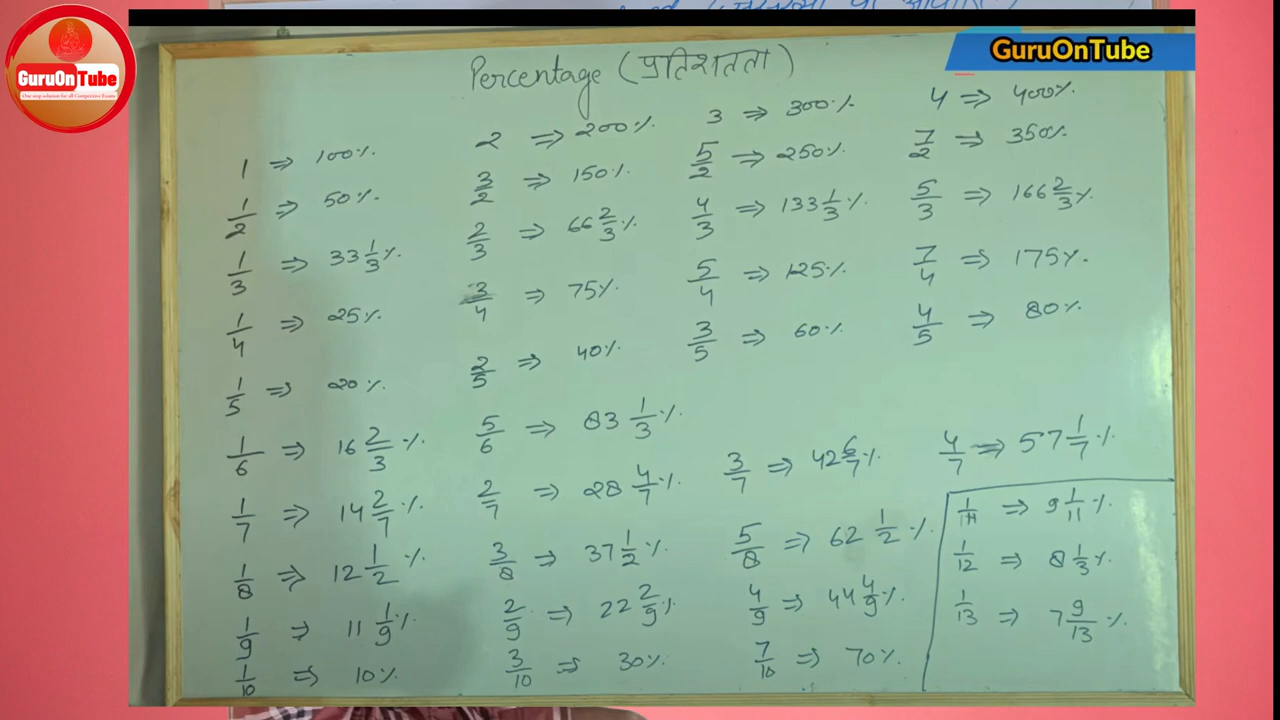 GuruOnTube
One stop solution for all Competitive Exams
GuruOnTube
Percentage (प्रतिशतता)
1 ⇒ 100%
2 ⇒ 200%
3 ⇒ 300%
4 ⇒ 400%
1/2 ⇒ 50%
3/2 ⇒ 150%
5/2 ⇒ 250%
7/2 ⇒ 350%
1/3 ⇒ 33 1/3%
2/3 ⇒ 66 2/3%
4/3 ⇒ 133 1/3%
5/3 ⇒ 166 2/3%
1/4 ⇒ 25%
3/4 ⇒ 75%
5/4 ⇒ 125%
7/4 ⇒ 175%
1/5 ⇒ 20%
2/5 ⇒ 40%
3/5 ⇒ 60%
4/5 ⇒ 80%
1/6 ⇒ 16 2/3%
5/6 ⇒ 83 1/3%
1/7 ⇒ 14 2/7%
2/7 ⇒ 28 4/7%
3/7 ⇒ 42 6/7%
4/7 ⇒ 57 1/7%
1/8 ⇒ 12 1/2%
3/8 ⇒ 37 1/2%
5/8 ⇒ 62 1/2%
1/9 ⇒ 11 1/9%
2/9 ⇒ 22 2/9%
4/9 ⇒ 44 4/9%
1/10 ⇒ 10%
3/10 ⇒ 30%
7/10 ⇒ 70%
1/11 ⇒ 9 1/11%
1/12 ⇒ 8 1/3%
1/13 ⇒ 7 9/13%